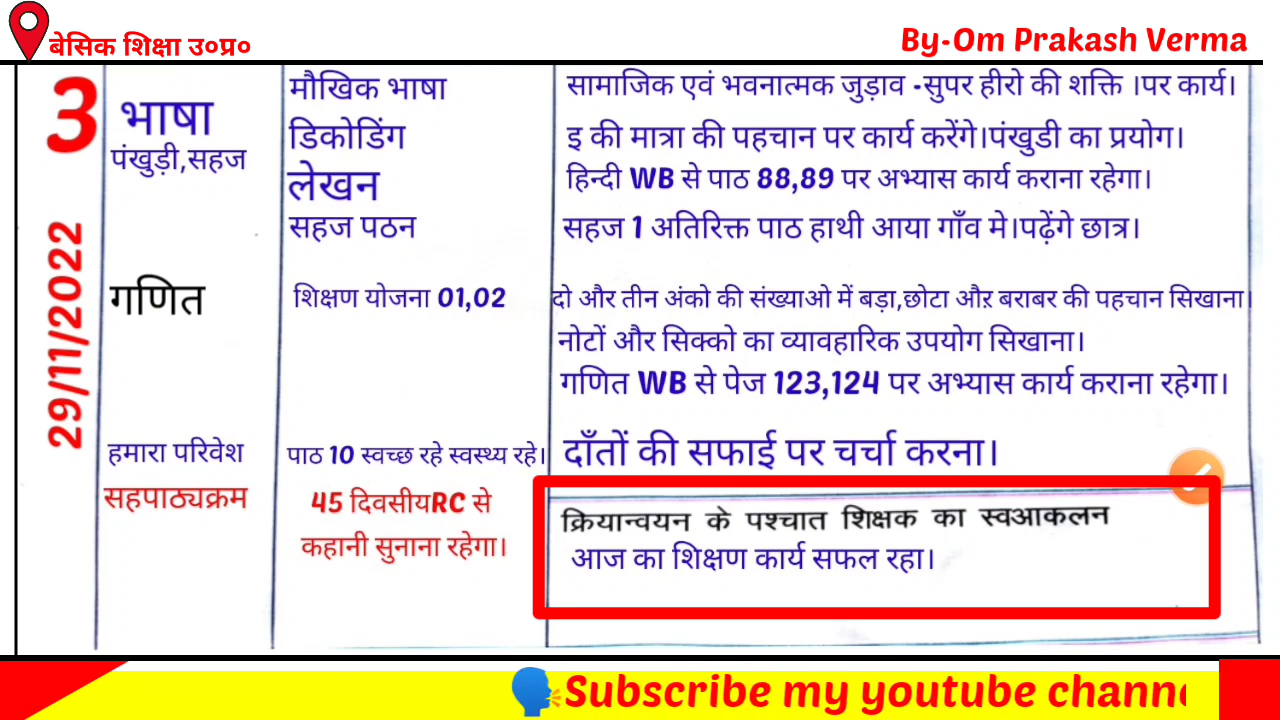 बेसिक शिक्षा उ०प्र०
By-Om Prakash Verma
3
29/11/2022
भाषा
पंखुड़ी,सहज
मौखिक भाषा
डिकोडिंग
लेखन
सहज पठन
सामाजिक एवं भवनात्मक जुड़ाव -सुपर हीरो की शक्ति ।पर कार्य।
इ की मात्रा की पहचान पर कार्य करेंगे।पंखुडी का प्रयोग।
हिन्दी WB से पाठ 88,89 पर अभ्यास कार्य कराना रहेगा।
सहज 1 अतिरिक्त पाठ हाथी आया गाँव मे।पढ़ेंगे छात्र।
गणित
शिक्षण योजना 01,02
दो और तीन अंको की संख्याओ में बड़ा,छोटा औऱ बराबर की पहचान सिखाना।
नोटों और सिक्को का व्यावहारिक उपयोग सिखाना।
गणित WB से पेज 123,124 पर अभ्यास कार्य कराना रहेगा।
हमारा परिवेश
पाठ 10 स्वच्छ रहे स्वस्थ्य रहे।
दाँतों की सफाई पर चर्चा करना।
सहपाठ्यक्रम
45 दिवसीयRC से
कहानी सुनाना रहेगा।
क्रियान्वयन के पश्चात शिक्षक का स्वआकलन
आज का शिक्षण कार्य सफल रहा।
Subscribe my youtube channe